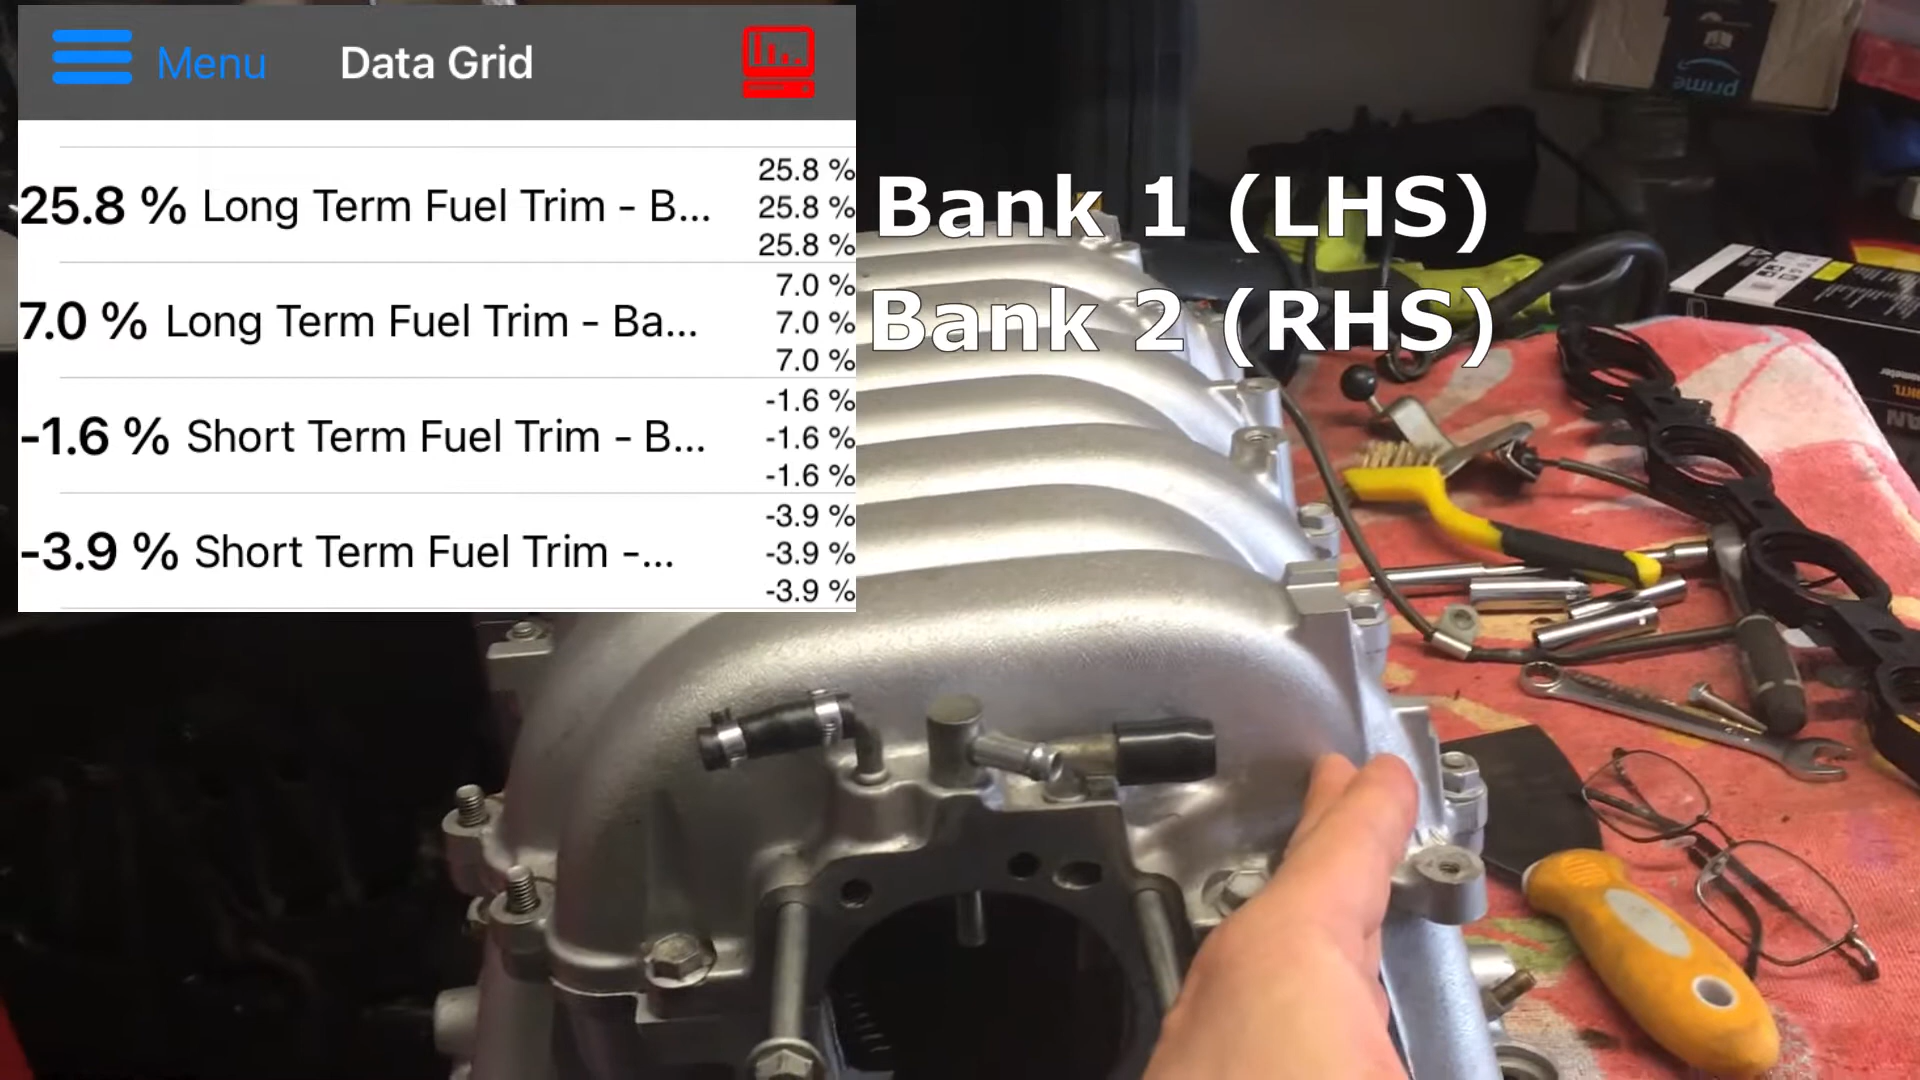 Menu Data Grid
25.8 %
25.8 % Long Term Fuel Trim - B... 25.8 %
25.8 %
Bank 1 (LHS)
7.0 %
7.0 % Long Term Fuel Trim - Ba... 7.0 %
7.0 %
Bank 2 (RHS)
-1.6 %
-1.6 % Short Term Fuel Trim - B... -1.6 %
-1.6 %
-3.9 %
-3.9 % Short Term Fuel Trim -... -3.9 %
-3.9 %
prime